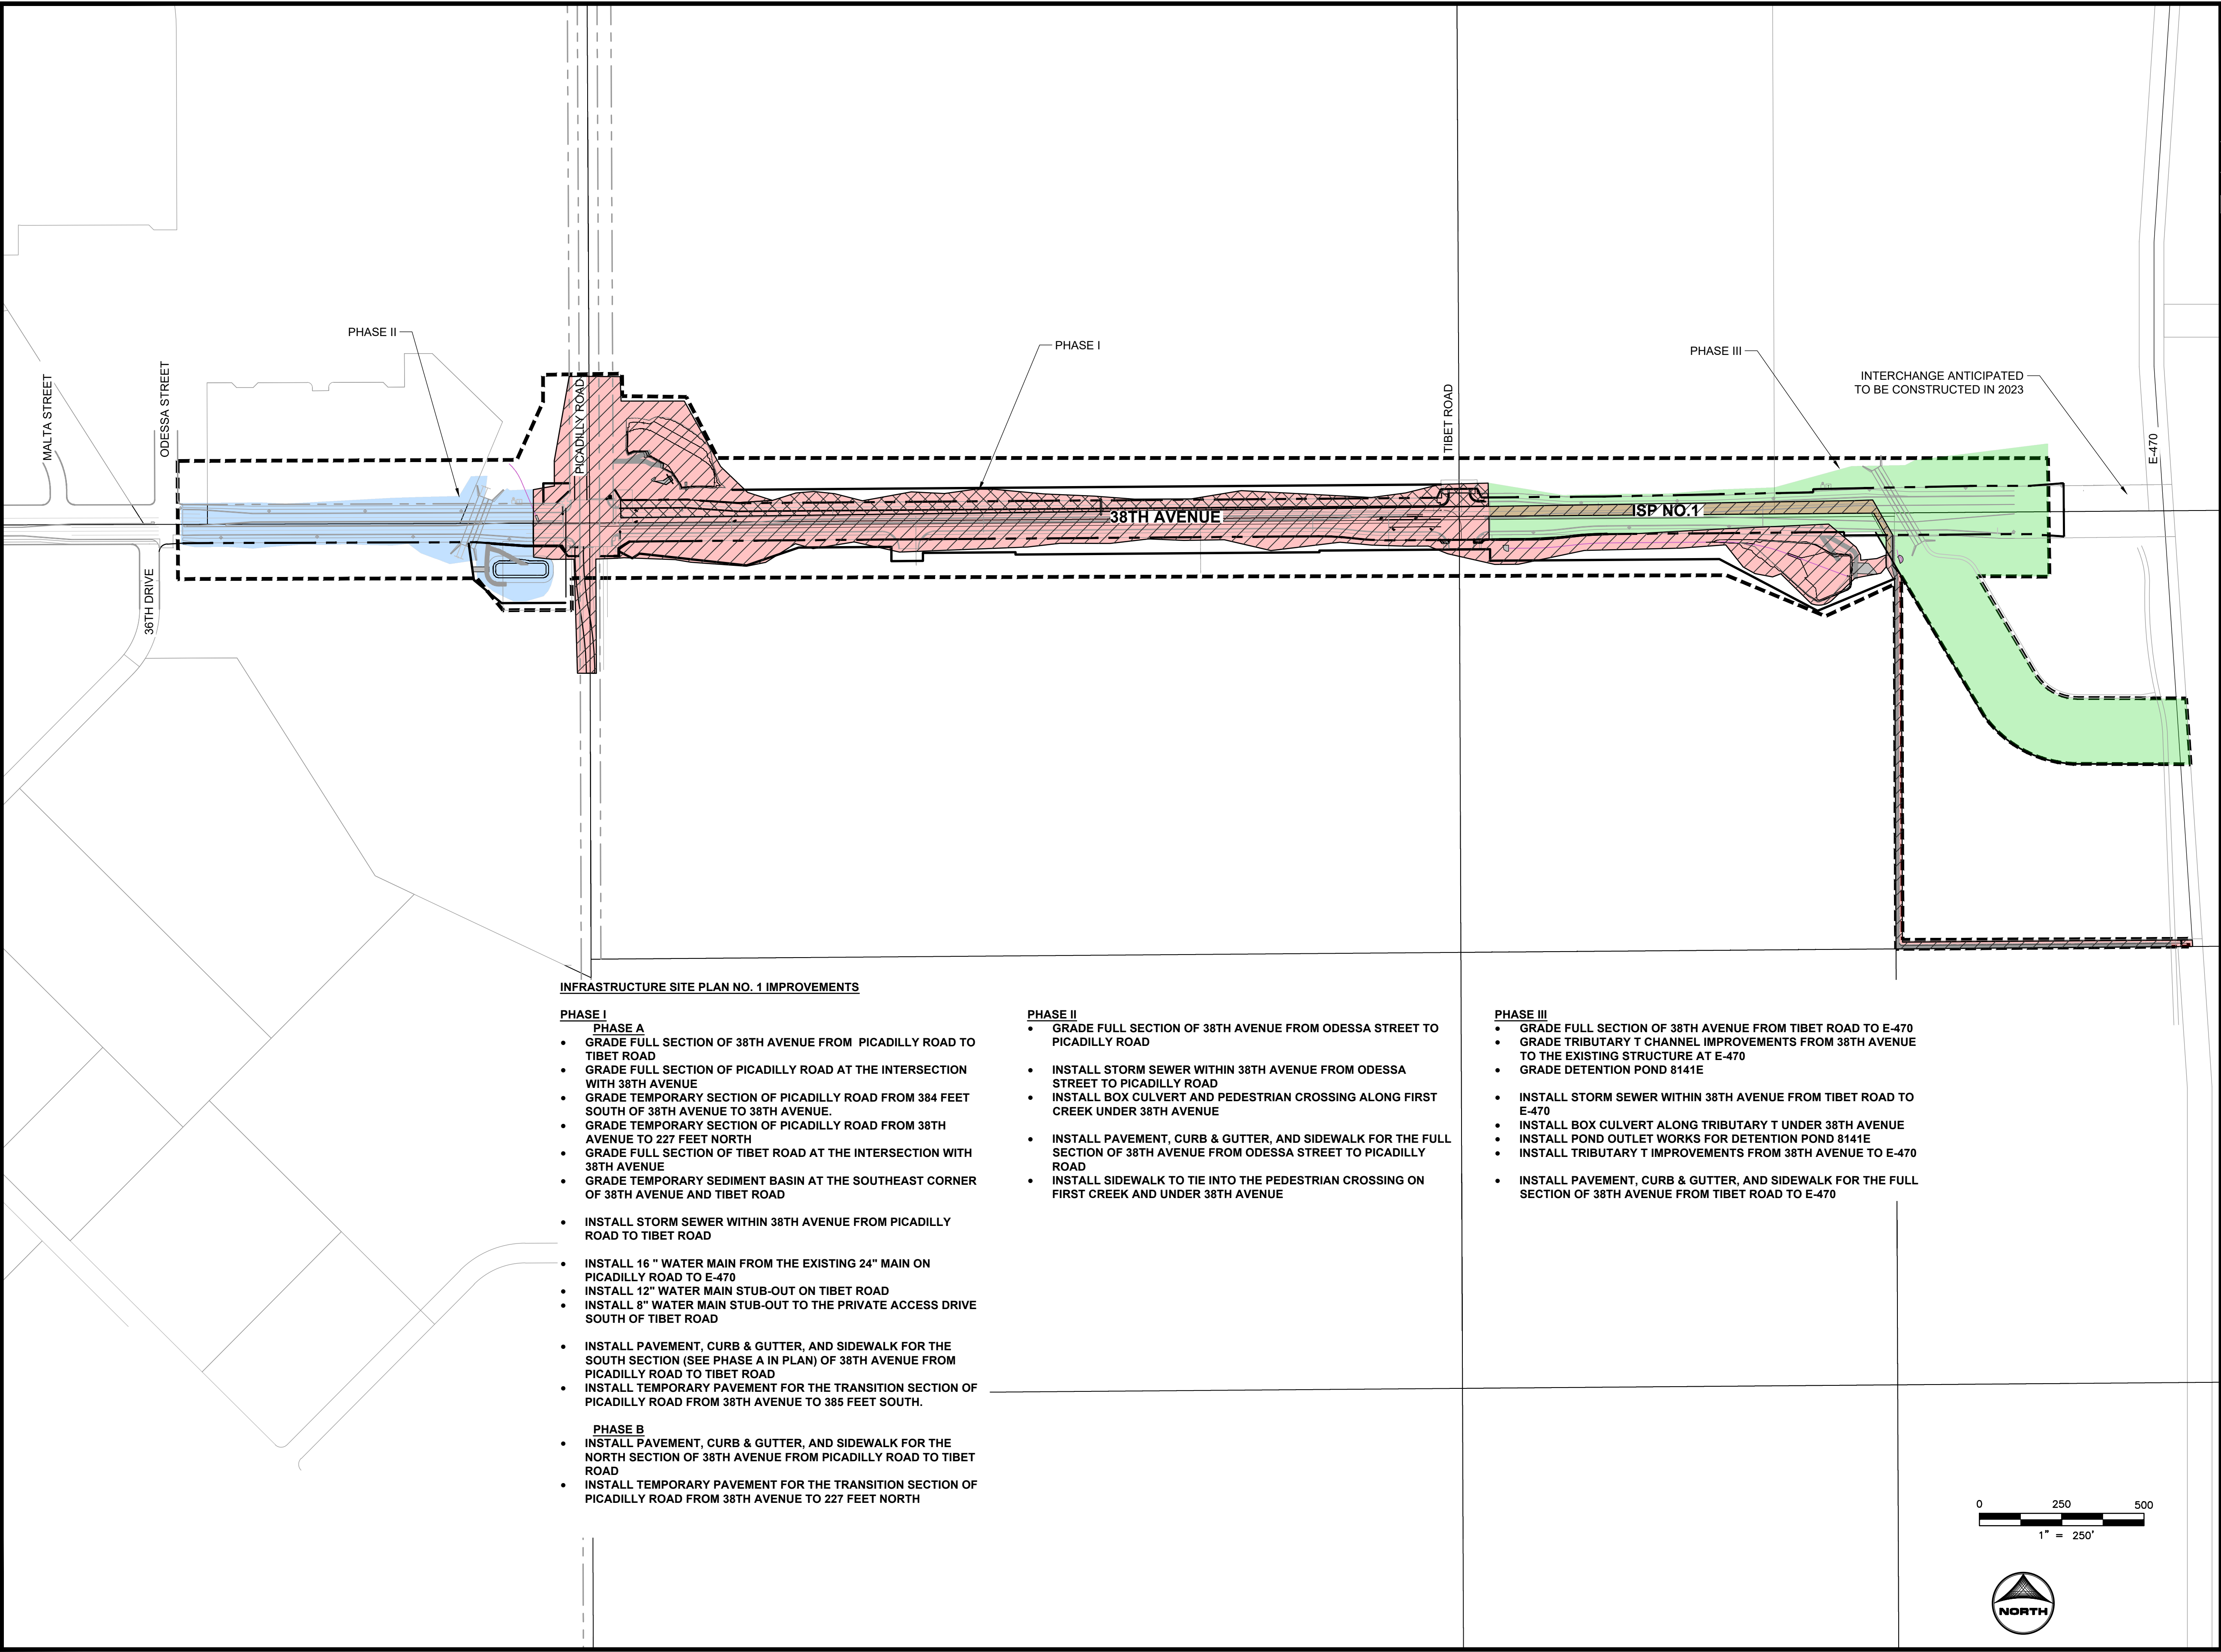 PHASE II
PHASE I
PHASE III
INTERCHANGE ANTICIPATED
TO BE CONSTRUCTED IN 2023
MALTA STREET
ODESSA STREET
PICADILLY ROAD
TIBET ROAD
E-470
38TH AVENUE
ISP NO.1
36TH DRIVE
INFRASTRUCTURE SITE PLAN NO. 1 IMPROVEMENTS
PHASE I
PHASE A
• GRADE FULL SECTION OF 38TH AVENUE FROM PICADILLY ROAD TO
TIBET ROAD
• GRADE FULL SECTION OF PICADILLY ROAD AT THE INTERSECTION
WITH 38TH AVENUE
• GRADE TEMPORARY SECTION OF PICADILLY ROAD FROM 384 FEET
SOUTH OF 38TH AVENUE TO 38TH AVENUE.
• GRADE TEMPORARY SECTION OF PICADILLY ROAD FROM 38TH
AVENUE TO 227 FEET NORTH
• GRADE FULL SECTION OF TIBET ROAD AT THE INTERSECTION WITH
38TH AVENUE
• GRADE TEMPORARY SEDIMENT BASIN AT THE SOUTHEAST CORNER
OF 38TH AVENUE AND TIBET ROAD
• INSTALL STORM SEWER WITHIN 38TH AVENUE FROM PICADILLY
ROAD TO TIBET ROAD
• INSTALL 16 " WATER MAIN FROM THE EXISTING 24" MAIN ON
PICADILLY ROAD TO E-470
• INSTALL 12" WATER MAIN STUB-OUT ON TIBET ROAD
• INSTALL 8" WATER MAIN STUB-OUT TO THE PRIVATE ACCESS DRIVE
SOUTH OF TIBET ROAD
• INSTALL PAVEMENT, CURB & GUTTER, AND SIDEWALK FOR THE
SOUTH SECTION (SEE PHASE A IN PLAN) OF 38TH AVENUE FROM
PICADILLY ROAD TO TIBET ROAD
• INSTALL TEMPORARY PAVEMENT FOR THE TRANSITION SECTION OF
PICADILLY ROAD FROM 38TH AVENUE TO 385 FEET SOUTH.
PHASE B
• INSTALL PAVEMENT, CURB & GUTTER, AND SIDEWALK FOR THE
NORTH SECTION OF 38TH AVENUE FROM PICADILLY ROAD TO TIBET
ROAD
• INSTALL TEMPORARY PAVEMENT FOR THE TRANSITION SECTION OF
PICADILLY ROAD FROM 38TH AVENUE TO 227 FEET NORTH
PHASE II
• GRADE FULL SECTION OF 38TH AVENUE FROM ODESSA STREET TO
PICADILLY ROAD
• INSTALL STORM SEWER WITHIN 38TH AVENUE FROM ODESSA
STREET TO PICADILLY ROAD
• INSTALL BOX CULVERT AND PEDESTRIAN CROSSING ALONG FIRST
CREEK UNDER 38TH AVENUE
• INSTALL PAVEMENT, CURB & GUTTER, AND SIDEWALK FOR THE FULL
SECTION OF 38TH AVENUE FROM ODESSA STREET TO PICADILLY
ROAD
• INSTALL SIDEWALK TO TIE INTO THE PEDESTRIAN CROSSING ON
FIRST CREEK AND UNDER 38TH AVENUE
PHASE III
• GRADE FULL SECTION OF 38TH AVENUE FROM TIBET ROAD TO E-470
• GRADE TRIBUTARY T CHANNEL IMPROVEMENTS FROM 38TH AVENUE
TO THE EXISTING STRUCTURE AT E-470
• GRADE DETENTION POND 8141E
• INSTALL STORM SEWER WITHIN 38TH AVENUE FROM TIBET ROAD TO
E-470
• INSTALL BOX CULVERT ALONG TRIBUTARY T UNDER 38TH AVENUE
• INSTALL POND OUTLET WORKS FOR DETENTION POND 8141E
• INSTALL TRIBUTARY T IMPROVEMENTS FROM 38TH AVENUE TO E-470
• INSTALL PAVEMENT, CURB & GUTTER, AND SIDEWALK FOR THE FULL
SECTION OF 38TH AVENUE FROM TIBET ROAD TO E-470
0 250 500
1" = 250'
NORTH